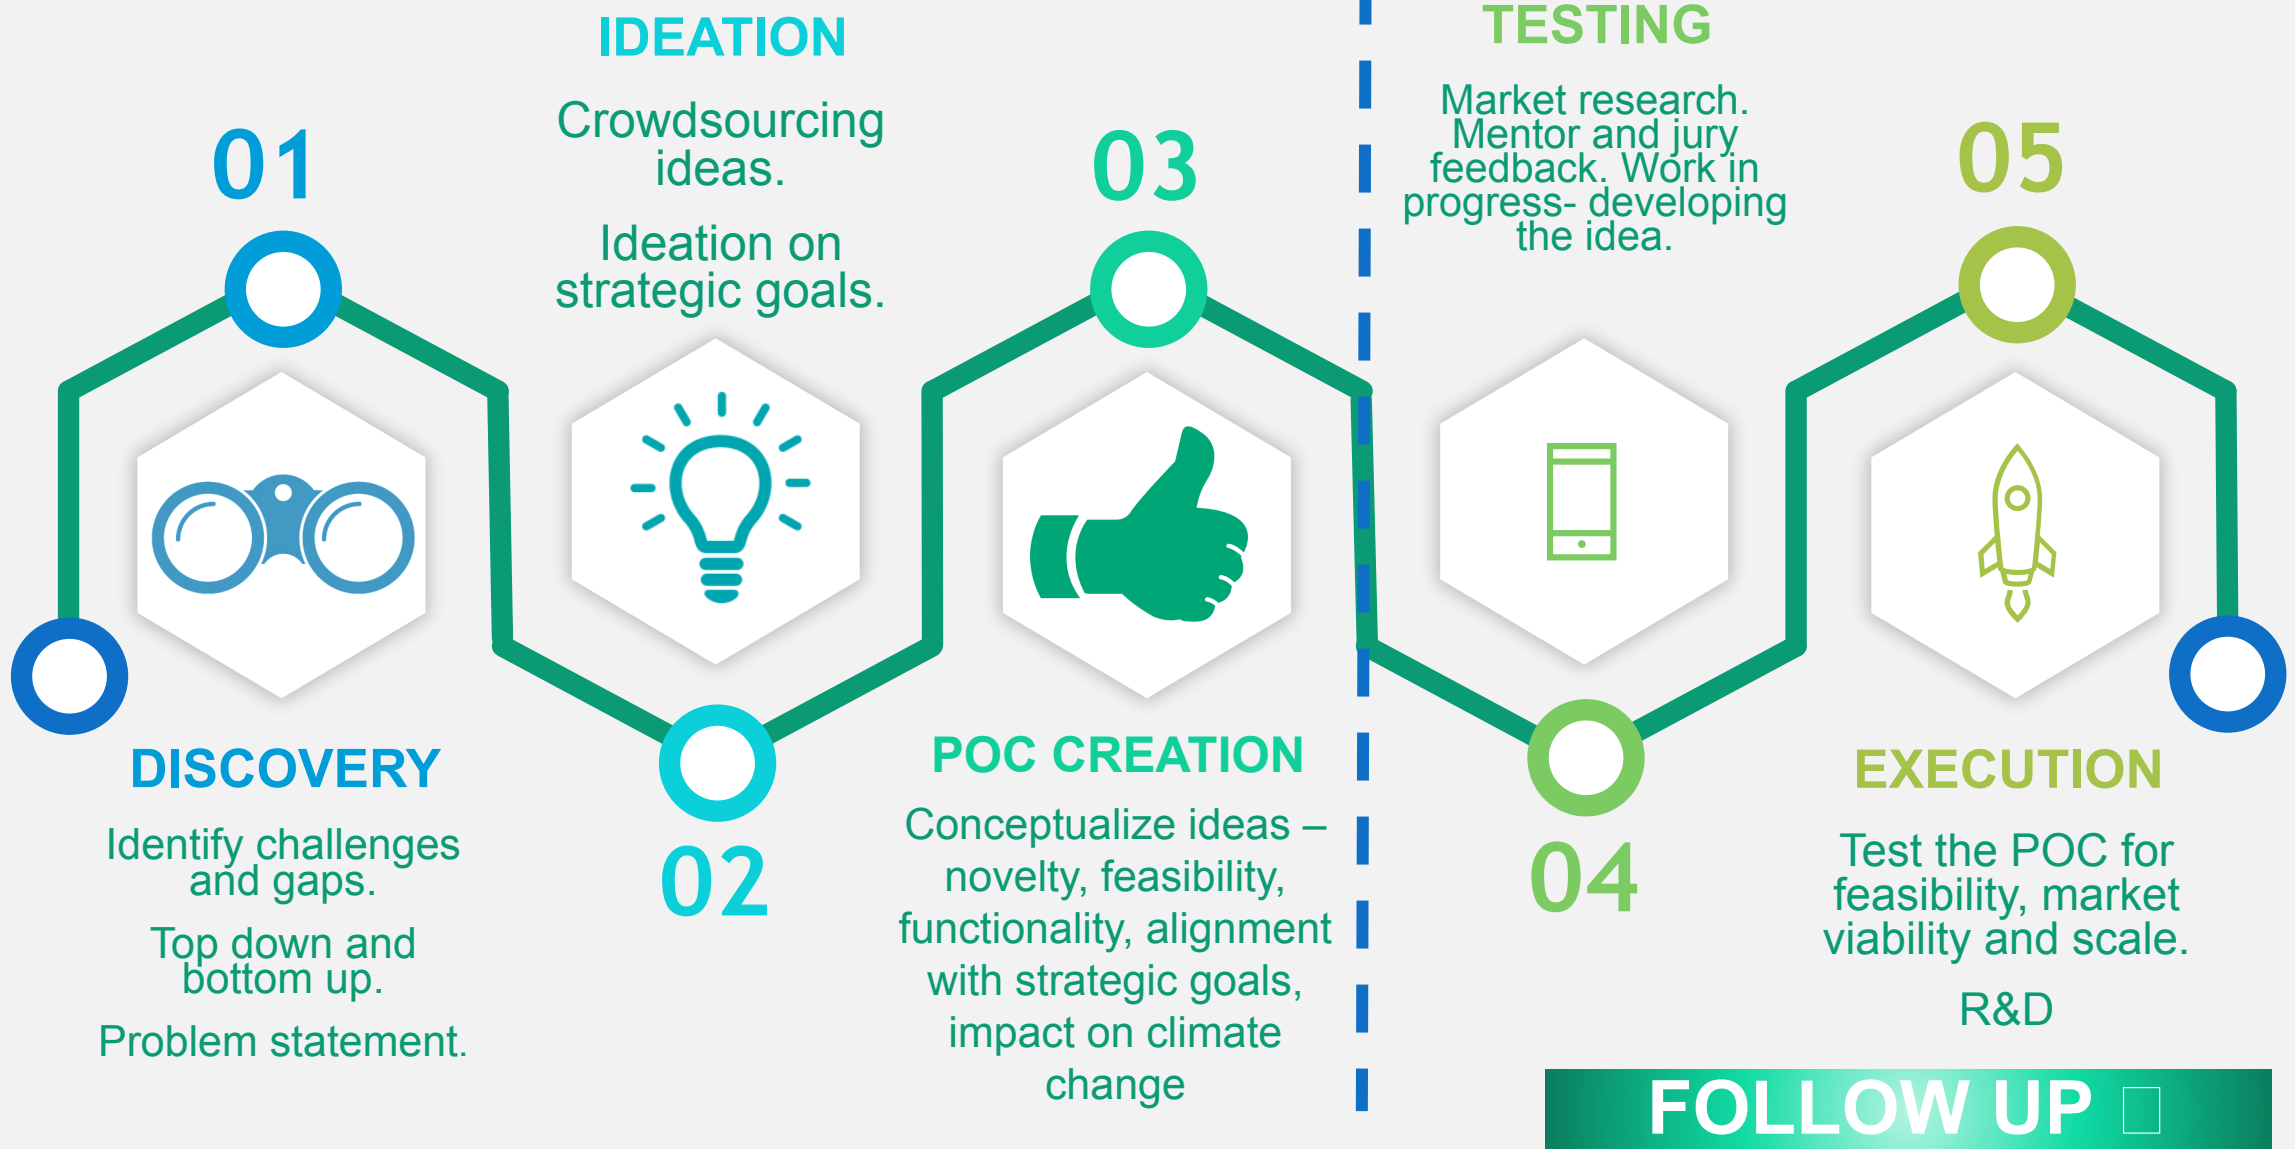 01
DISCOVERY
Identify challenges
and gaps.
Top down and
bottom up.
Problem statement.
IDEATION
Crowdsourcing
ideas.
Ideation on
strategic goals.
02
03
POC CREATION
Conceptualize ideas –
novelty, feasibility,
functionality, alignment
with strategic goals,
impact on climate
change
TESTING
Market research.
Mentor and jury
feedback. Work in
progress- developing
the idea.
04
05
EXECUTION
Test the POC for
feasibility, market
viability and scale.
R&D
FOLLOW UP